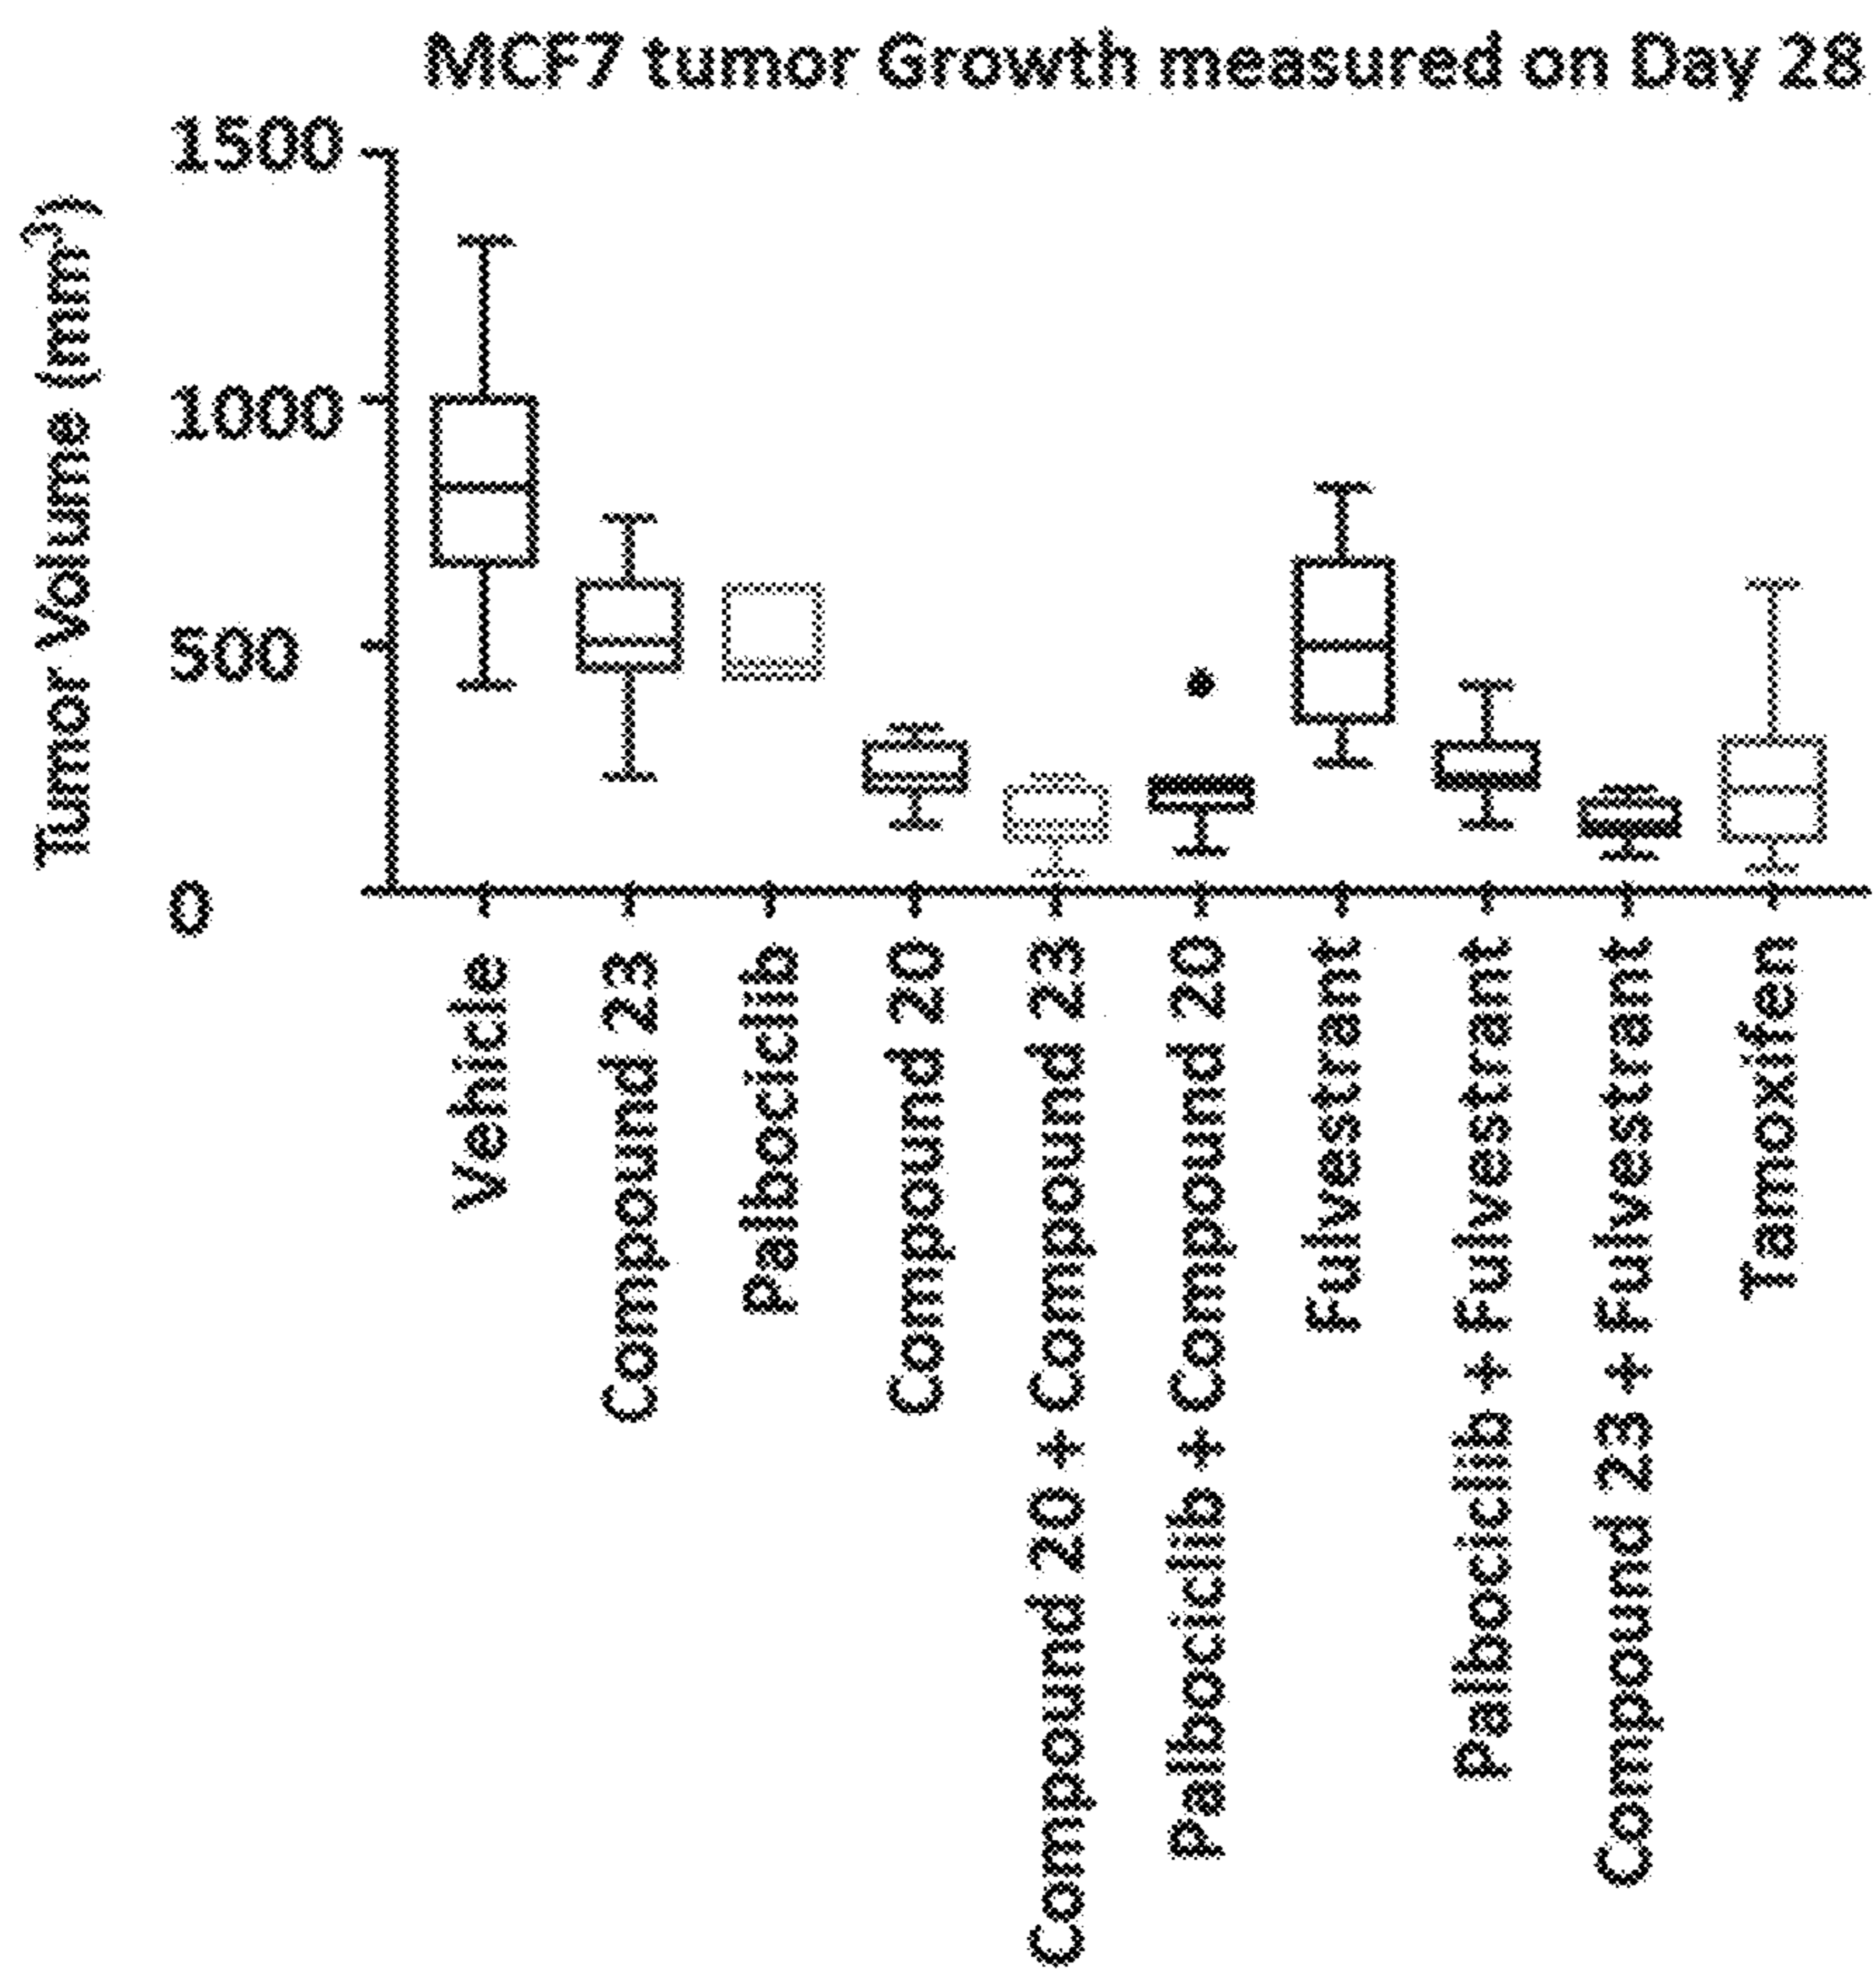 MCF7 tumor Growth measured on Day 28
Tumor Volume (mm³)
1500
1000
500
0
Vehicle
Compound 23
Palbociclib
Compound 20
Compound 20 + Compound 23
Palbociclib + Compound 20
Fulvestrant
Palbociclib + Fulvestrant
Compound 23 + Fulvestrant
Tamoxifen